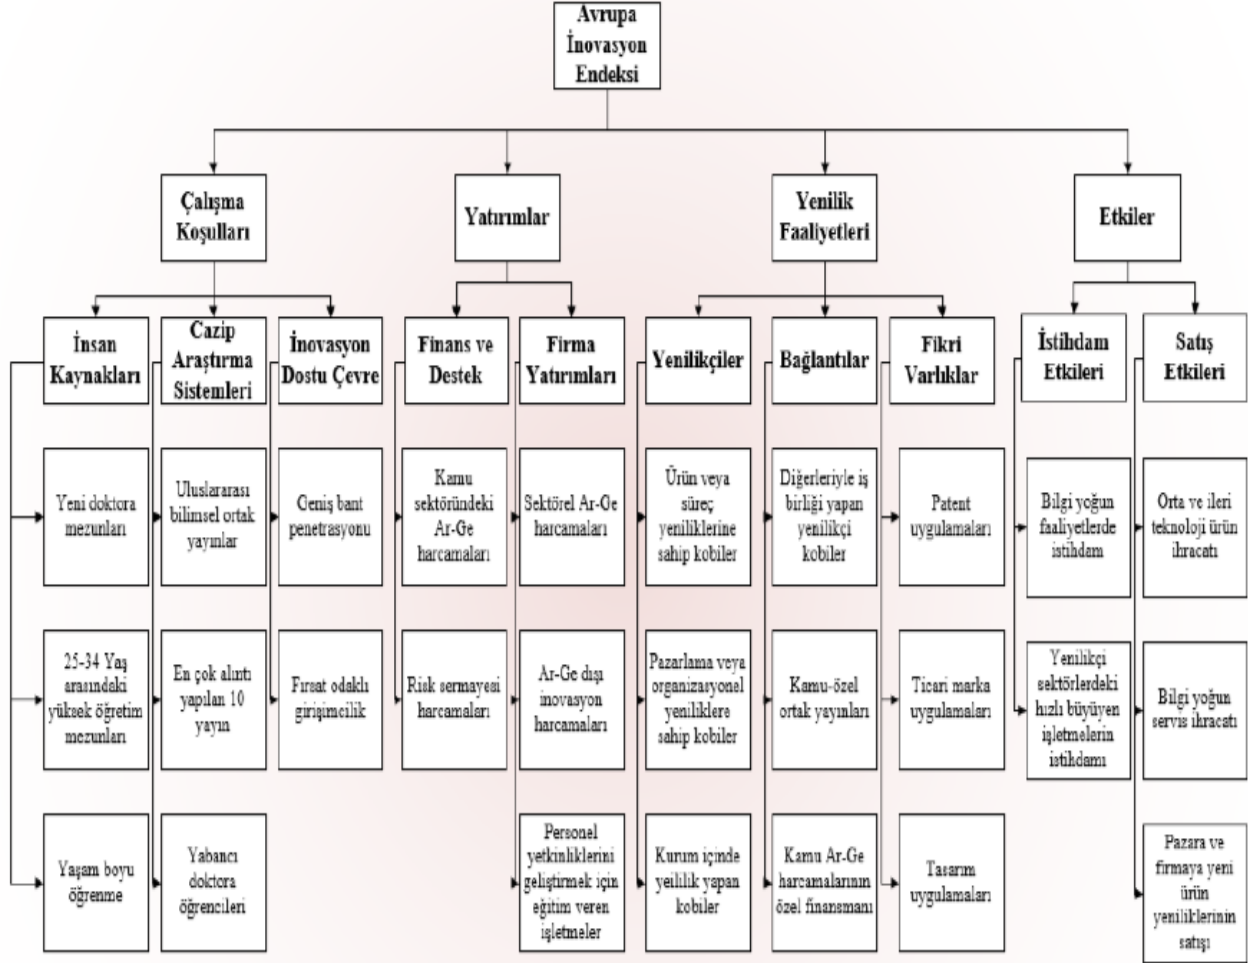 Avrupa
İnovasyon
Endeksi
Çalışma
Koşulları
Yatırımlar
Yenilik
Faaliyetleri
Etkiler
İnsan
Kaynakları
Cazip
Araştırma
Sistemleri
İnovasyon
Dostu Çevre
Finans ve
Destek
Firma
Yatırımları
Yenilikçiler
Bağlantılar
Fikri
Varlıklar
İstihdam
Etkileri
Satış
Etkileri
Yeni doktora
mezunları
Uluslararası
bilimsel ortak
yayınlar
Geniş bant
penetrasyonu
Kamu
sektöründeki
Ar-Ge
harcamaları
Sektörel Ar-Ge
harcamaları
Ürün veya
süreç
yeniliklerine
sahip kobiler
Diğerleriyle iş
birliği yapan
yenilikçi
kobiler
Patent
uygulamaları
Bilgi yoğun
faaliyetlerde
istihdam
Orta ve ileri
teknoloji ürün
ihracatı
25-34 Yaş
arasındaki
yüksek öğretim
mezunları
En çok alıntı
yapılan 10
yayın
Fırsat odaklı
girişimcilik
Risk sermayesi
harcamaları
Ar-Ge dışı
inovasyon
harcamaları
Pazarlama veya
organizasyonel
yeniliklere
sahip kobiler
Kamu-özel
ortak yayınları
Ticari marka
uygulamaları
Yenilikçi
sektörlerdeki
hızlı büyüyen
işletmelerin
istihdamı
Bilgi yoğun
servis ihracatı
Yaşam boyu
öğrenme
Yabancı
doktora
öğrencileri
Personel
yetkinliklerini
geliştirmek için
eğitim veren
işletmeler
Kurum içinde
yeililik yapan
kobiler
Kamu Ar-Ge
harcamalarının
özel finansmanı
Tasarım
uygulamaları
Pazara ve
firmaya yeni
ürün
yeniliklerinin
satışı